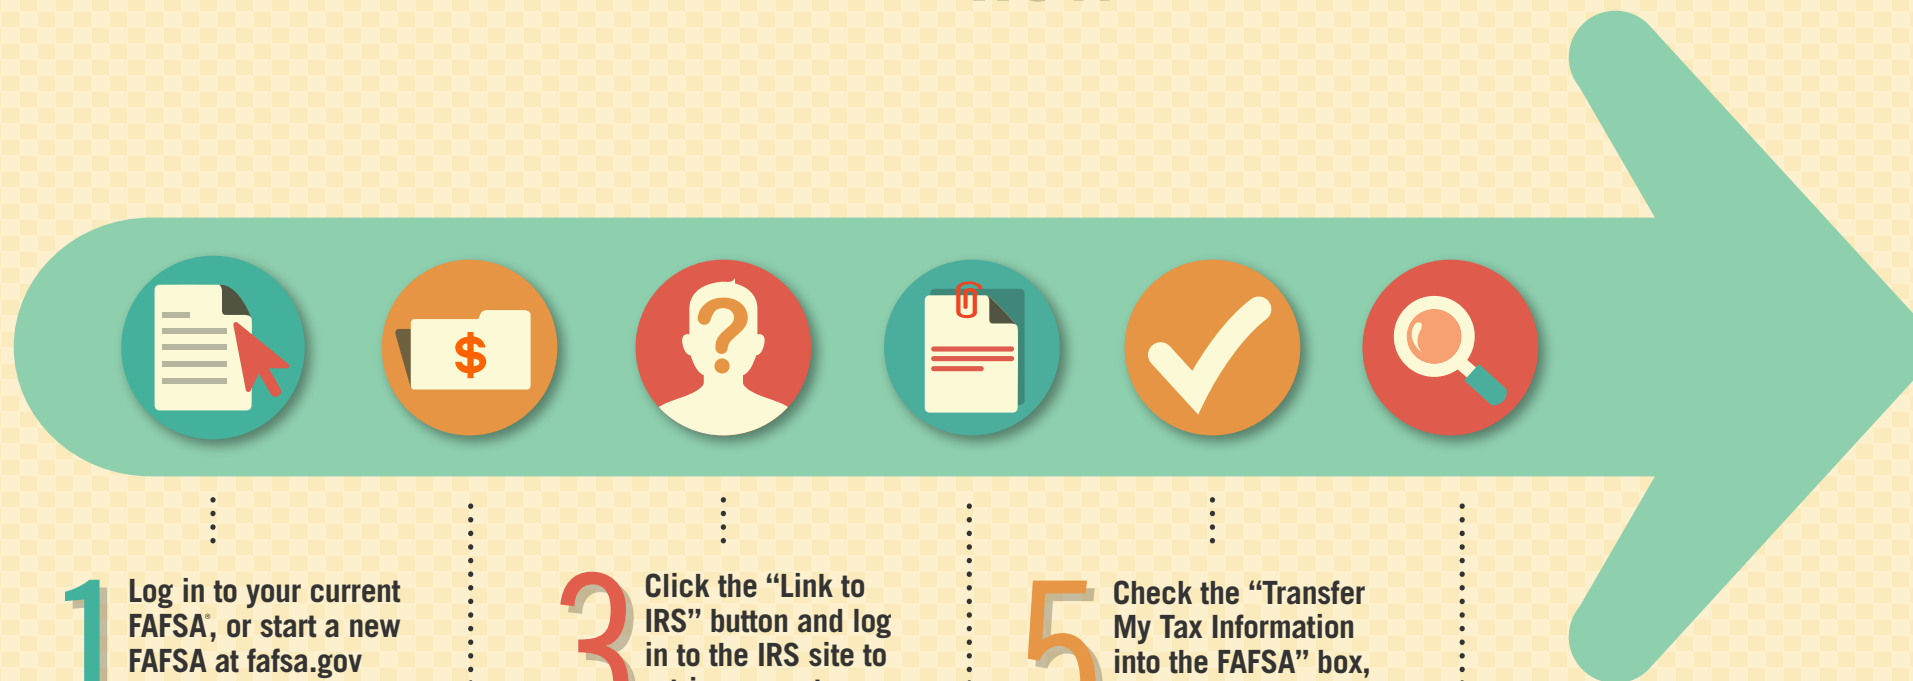 $
?
1
Log in to your current
FAFSA®, or start a new
FAFSA at fafsa.gov
3
Click the “Link to
IRS” button and log
in to the IRS site to
5
Check the “Transfer
My Tax Information
into the FAFSA” box,